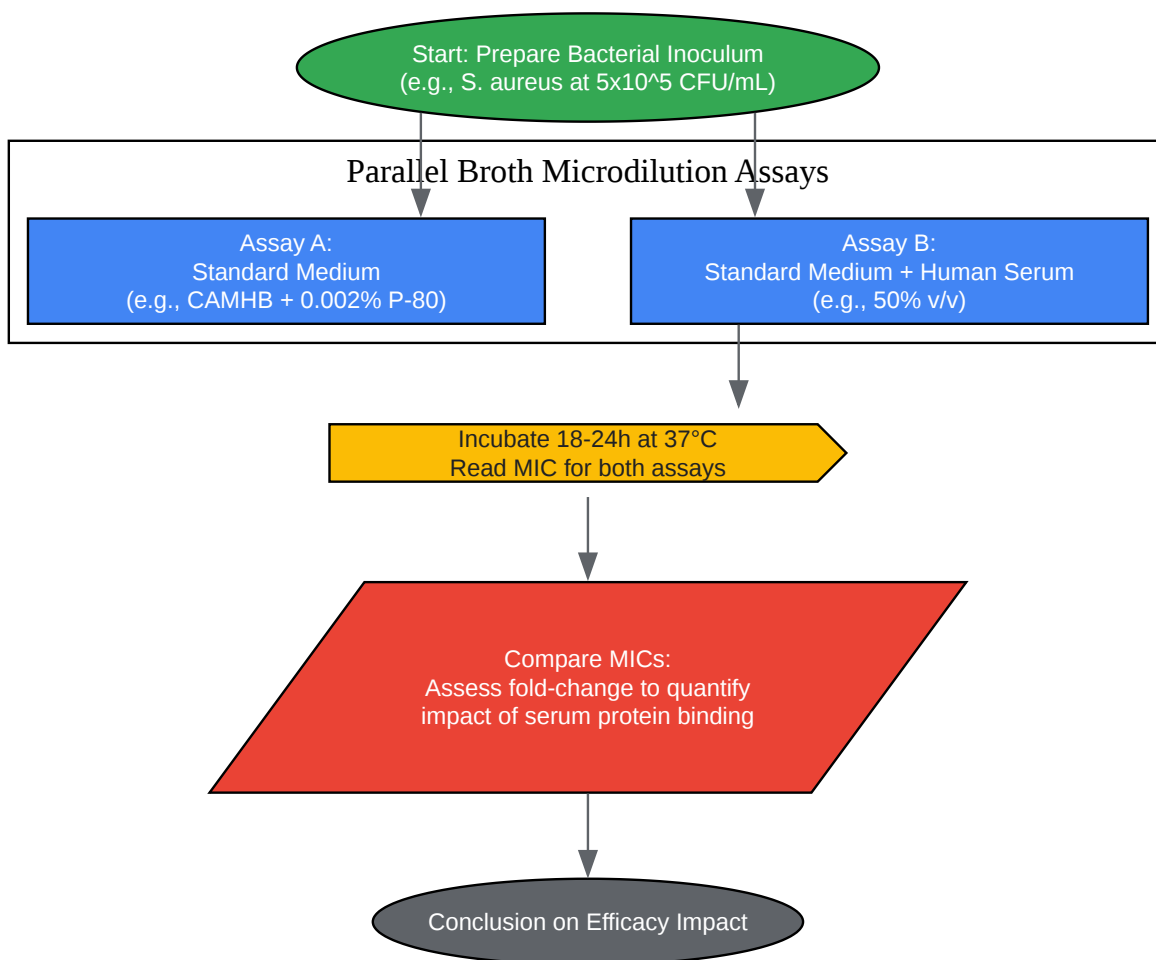 Start: Prepare Bacterial Inoculum
(e.g., S. aureus at 5x10^5 CFU/mL)
Parallel Broth Microdilution Assays
Assay A:
Standard Medium
(e.g., CAMHB + 0.002% P-80)
Assay B:
Standard Medium + Human Serum
(e.g., 50% v/v)
Incubate 18-24h at 37°C
Read MIC for both assays
Compare MICs:
Assess fold-change to quantify
impact of serum protein binding
Conclusion on Efficacy Impact